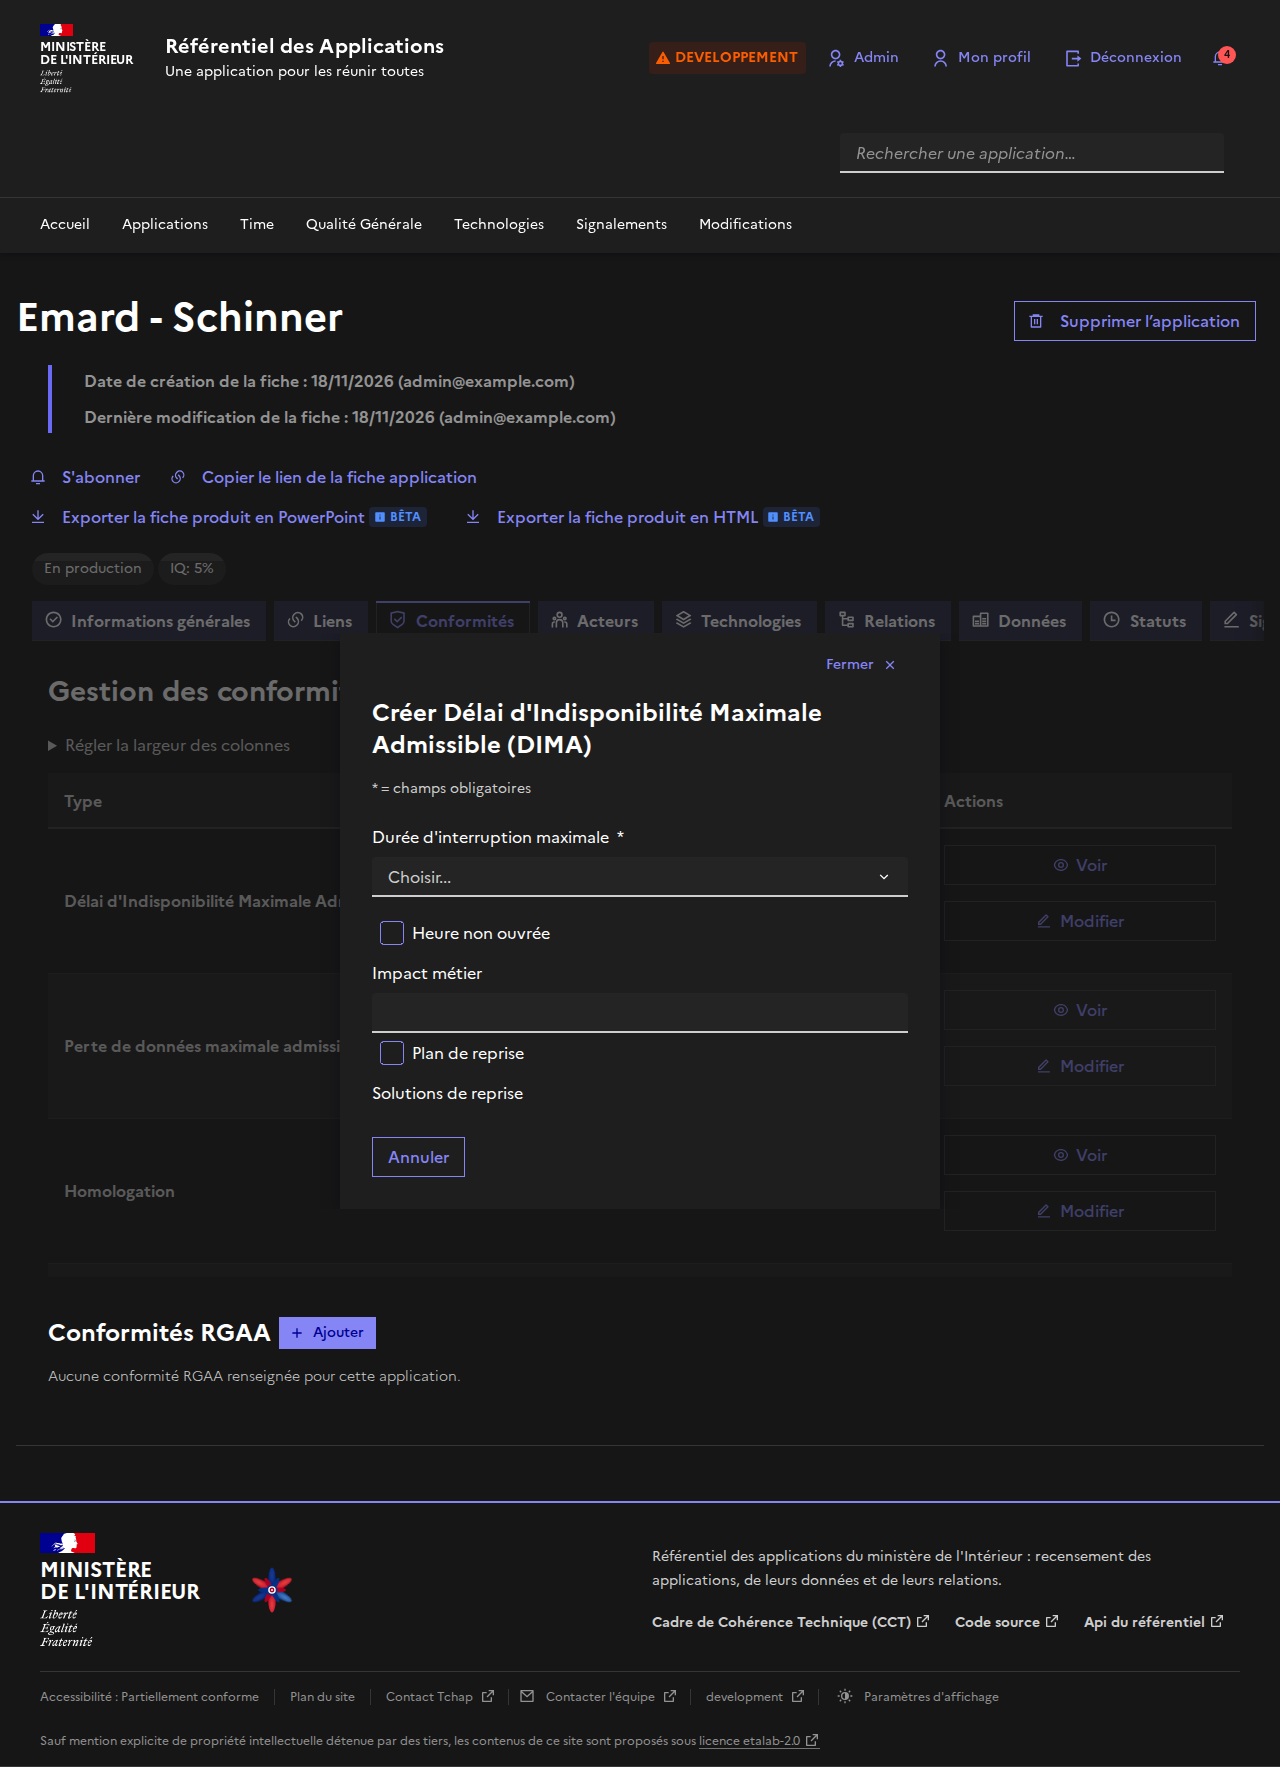 MINISTÈRE
DE L'INTÉRIEUR
Liberté
Égalité
Fraternité
Référentiel des Applications
Une application pour les réunir toutes
DEVELOPPEMENT
Admin
Mon profil
Déconnexion
4
Rechercher une application...
Accueil
Applications
Time
Qualité Générale
Technologies
Signalements
Modifications
Emard - Schinner
Supprimer l’application
Date de création de la fiche : 18/11/2026 (admin@example.com)
Dernière modification de la fiche : 18/11/2026 (admin@example.com)
S'abonner
Copier le lien de la fiche application
Exporter la fiche produit en PowerPoint BÊTA
Exporter la fiche produit en HTML BÊTA
En production
IQ: 5%
Informations générales
Liens
Conformités
Acteurs
Technologies
Relations
Données
Statuts
Gestion des conformi
Régler la largeur des colonnes
Type
Actions
Délai d'Indisponibilité Maximale Adm
Voir
Modifier
Perte de données maximale admissi
Voir
Modifier
Homologation
Voir
Modifier
Fermer
Créer Délai d'Indisponibilité Maximale
Admissible (DIMA)
* = champs obligatoires
Durée d'interruption maximale *
Choisir...
Heure non ouvrée
Impact métier
Plan de reprise
Solutions de reprise
Annuler
Conformités RGAA
Ajouter
Aucune conformité RGAA renseignée pour cette application.
MINISTÈRE
DE L'INTÉRIEUR
Liberté
Égalité
Fraternité
Référentiel des applications du ministère de l'Intérieur : recensement des
applications, de leurs données et de leurs relations.
Cadre de Cohérence Technique (CCT)
Code source
Api du référentiel
Accessibilité : Partiellement conforme
Plan du site
Contact Tchap
Contacter l'équipe
development
Paramètres d'affichage
Sauf mention explicite de propriété intellectuelle détenue par des tiers, les contenus de ce site sont proposés sous licence etalab-2.0